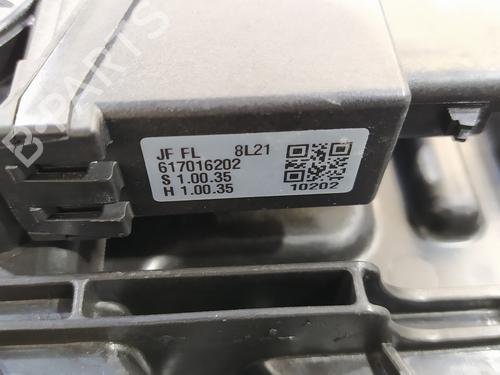 JF FL 8L21
617016202
S 1.00.35
H 1.00.35
10202
B-PARTS